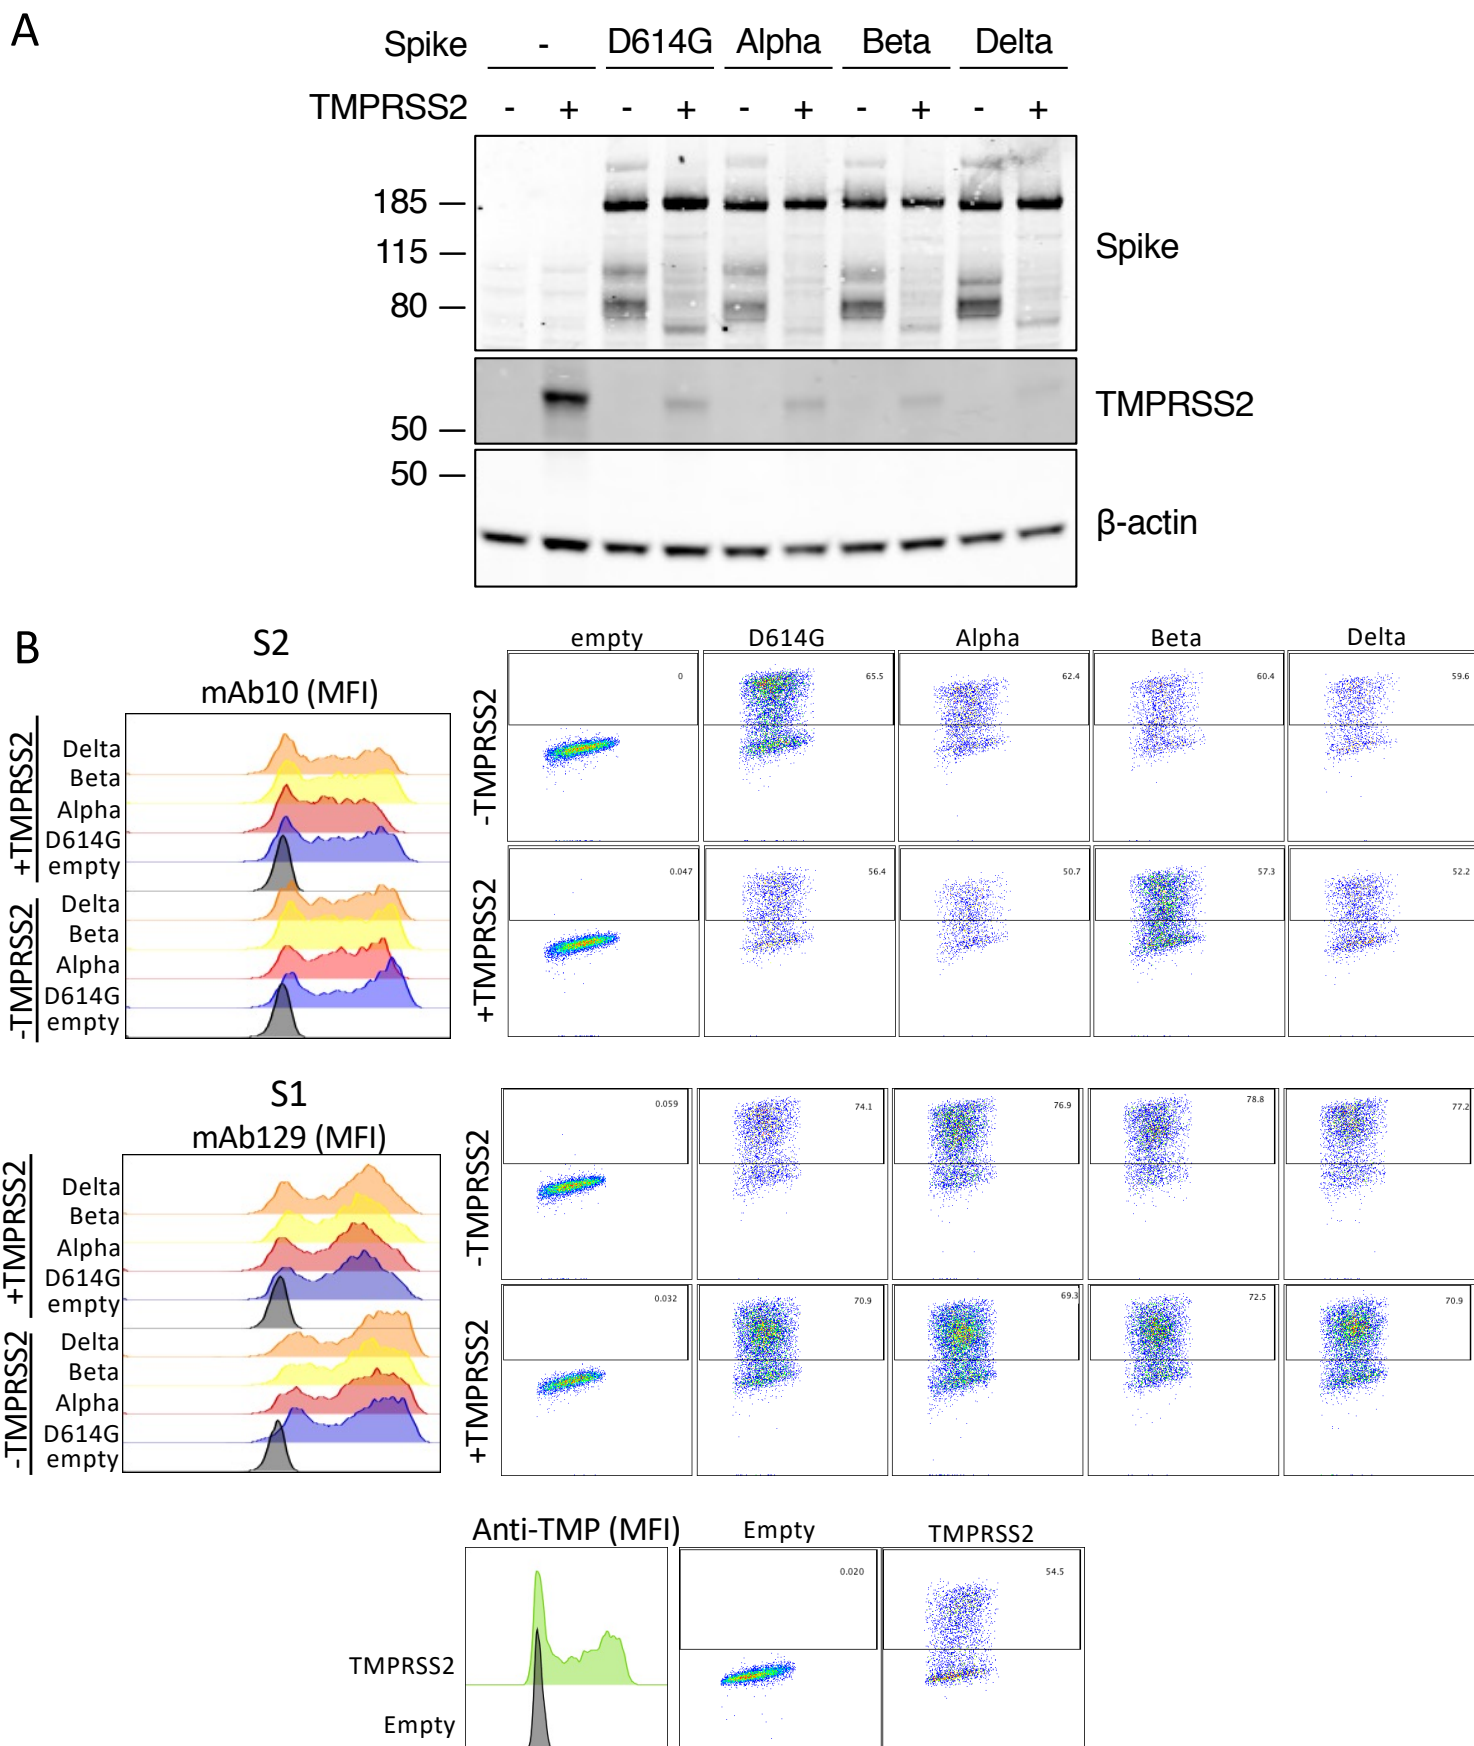 A
Spike - D614G Alpha Beta Delta
TMPRSS2 - + - + - + - + - +
185
115
80
Spike
50
TMPRSS2
50
β-actin
B
S2
mAb10 (MFI)
+TMPRSS2
Delta
Beta
Alpha
D614G
empty
-TMPRSS2
Delta
Beta
Alpha
D614G
empty
empty D614G Alpha Beta Delta
-TMPRSS2
0 65.5 62.4 60.4 59.6
+TMPRSS2
0.047 56.4 50.7 57.3 52.2
S1
mAb129 (MFI)
+TMPRSS2
Delta
Beta
Alpha
D614G
empty
-TMPRSS2
Delta
Beta
Alpha
D614G
empty
-TMPRSS2
0.059 74.1 76.9 78.8 77.2
+TMPRSS2
0.032 70.9 69.3 72.5 70.9
Anti-TMP (MFI)
TMPRSS2
Empty
Empty TMPRSS2
0.020 54.5